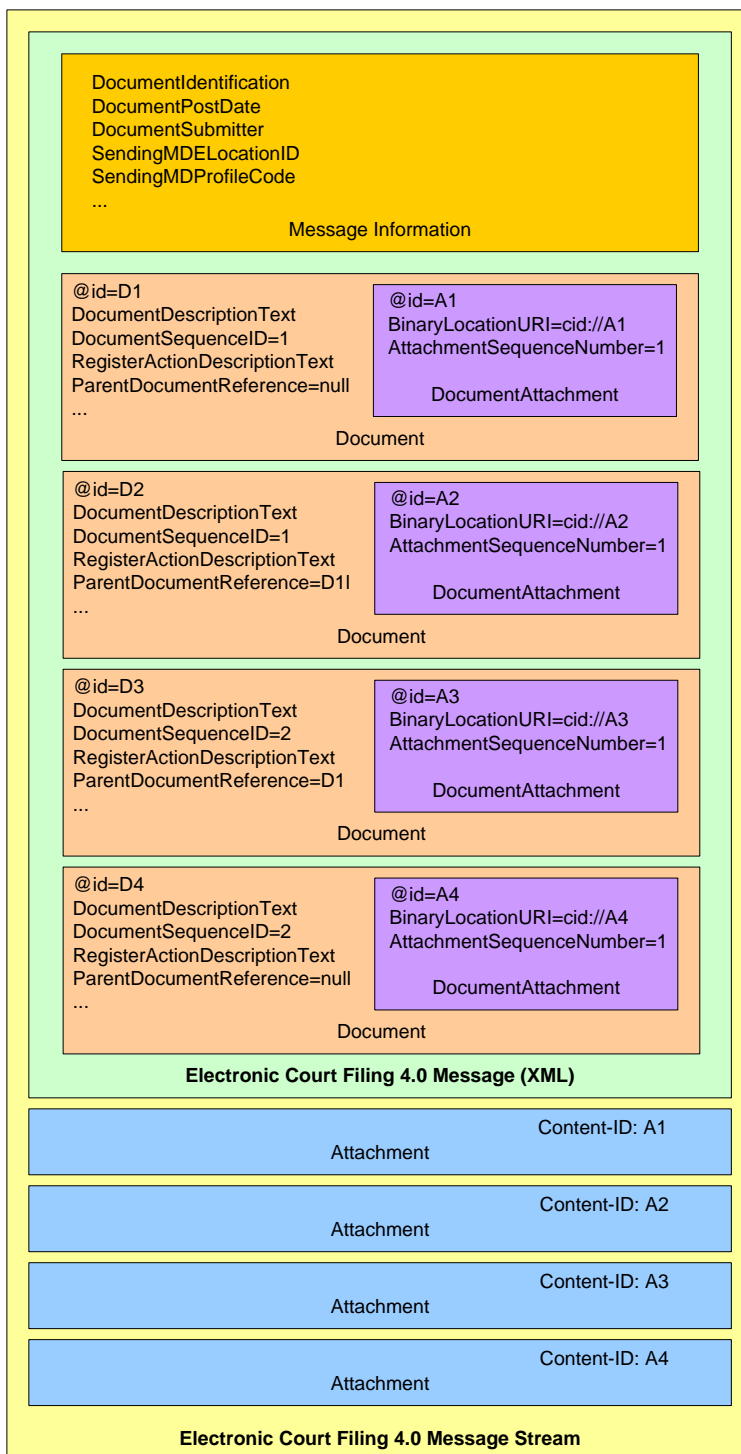 DocumentIdentification
DocumentPostDate
DocumentSubmitter
SendingMDELocationID
SendingMDProfileCode
...
Message Information
@id=D1
DocumentDescriptionText
DocumentSequenceID=1
RegisterActionDescriptionText
ParentDocumentReference=null
...
@id=A1
BinaryLocationURI=cid://A1
AttachmentSequenceNumber=1
DocumentAttachment
Document
@id=D2
DocumentDescriptionText
DocumentSequenceID=1
RegisterActionDescriptionText
ParentDocumentReference=D1l
...
@id=A2
BinaryLocationURI=cid://A2
AttachmentSequenceNumber=1
DocumentAttachment
Document
@id=D3
DocumentDescriptionText
DocumentSequenceID=2
RegisterActionDescriptionText
ParentDocumentReference=D1
...
@id=A3
BinaryLocationURI=cid://A3
AttachmentSequenceNumber=1
DocumentAttachment
Document
@id=D4
DocumentDescriptionText
DocumentSequenceID=2
RegisterActionDescriptionText
ParentDocumentReference=null
...
@id=A4
BinaryLocationURI=cid://A4
AttachmentSequenceNumber=1
DocumentAttachment
Document
Electronic Court Filing 4.0 Message (XML)
Content-ID: A1
Attachment
Content-ID: A2
Attachment
Content-ID: A3
Attachment
Content-ID: A4
Attachment
Electronic Court Filing 4.0 Message Stream